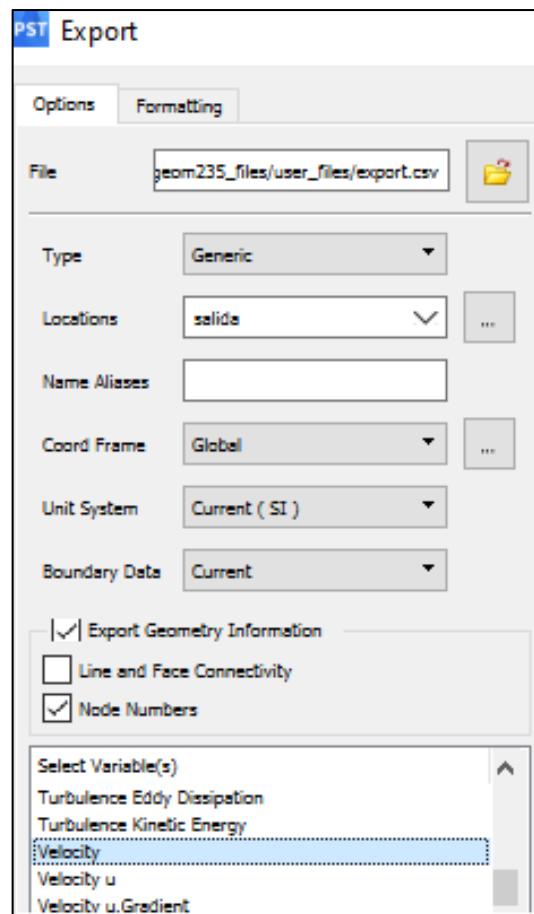 PST Export
Options Formatting
File geom235_files/user_files/export.csv
Type Generic
Locations salida ...
Name Aliases
Coord Frame Global ...
Unit System Current ( SI )
Boundary Data Current
Export Geometry Information
Line and Face Connectivity
Node Numbers
Select Variable(s)
Turbulence Eddy Dissipation
Turbulence Kinetic Energy
Velocity
Velocity u
Velocity u.Gradient